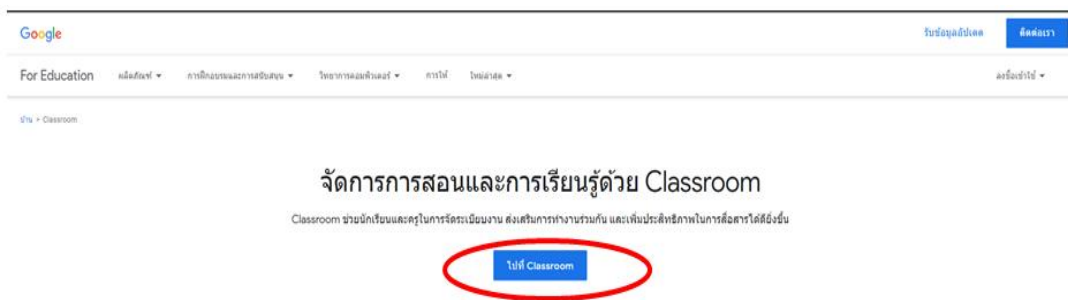 Google
รับข้อมูลอัปเดต
ติดต่อเรา
For Education
ผลิตภัณฑ์
การฝึกอบรมและการสนับสนุน
วิทยาการคอมพิวเตอร์
การให้
ใหม่ล่าสุด
ลงชื่อเข้าใช้
บ้าน > Classroom
จัดการการสอนและการเรียนรู้ด้วย Classroom
Classroom ช่วยนักเรียนและครูในการจัดระเบียบงาน ส่งเสริมการทำงานร่วมกัน และเพิ่มประสิทธิภาพในการสื่อสารได้ดียิ่งขึ้น
ไปที่ Classroom